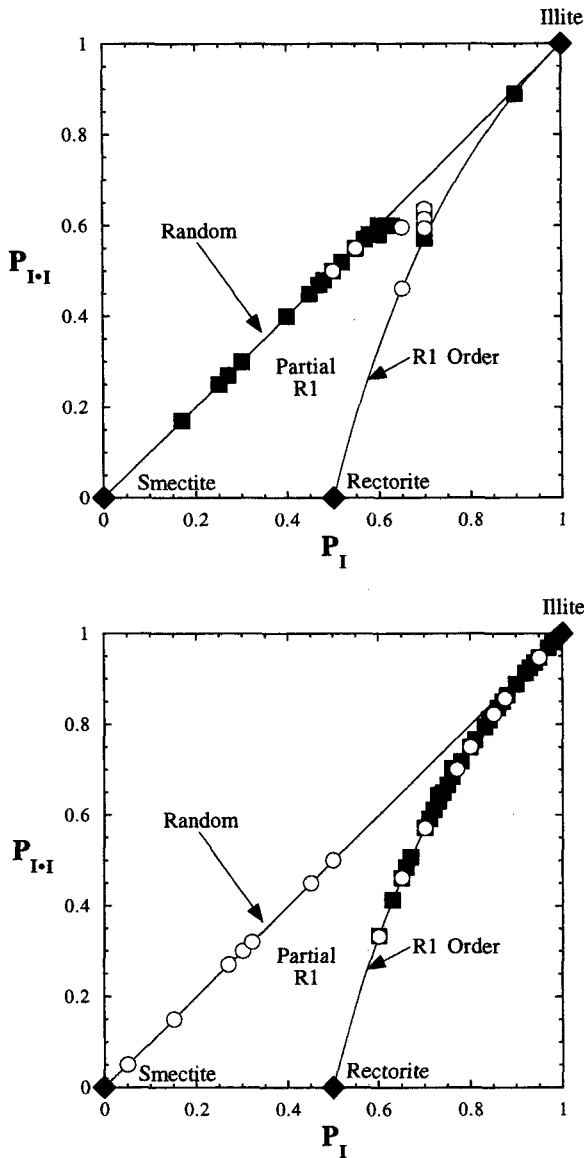 Illite
1
0.8
Random
0.6
P I•I
0.4
Partial
R1
R1 Order
0.2
Smectite
Rectorite
0
0 0.2 0.4 0.6 0.8 1
P I
Illite
1
0.8
Random
0.6
P I•I
0.4
Partial
R1
R1 Order
0.2
Smectite
Rectorite
0
0 0.2 0.4 0.6 0.8 1
P I